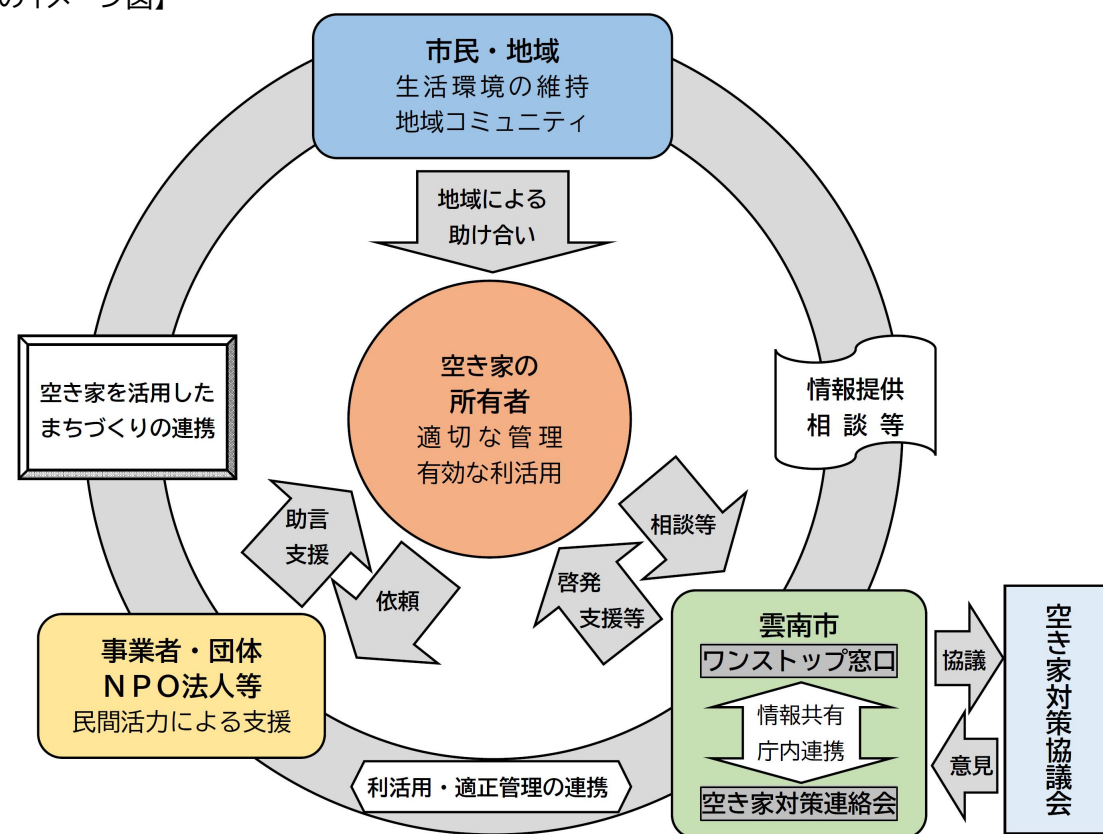 のイメージ図】
市民・地域
生活環境の維持
地域コミュニティ
地域による
助け合い
空き家の
所有者
適切な管理
有効な利活用
空き家を活用した
まちづくりの連携
情報提供
相談等
助言
支援
依頼
相談等
啓発
支援等
事業者・団体
ＮＰＯ法人等
民間活力による支援
利活用・適正管理の連携
雲南市
ワンストップ窓口
情報共有
庁内連携
空き家対策連絡会
協議
意見
空き家対策協議会